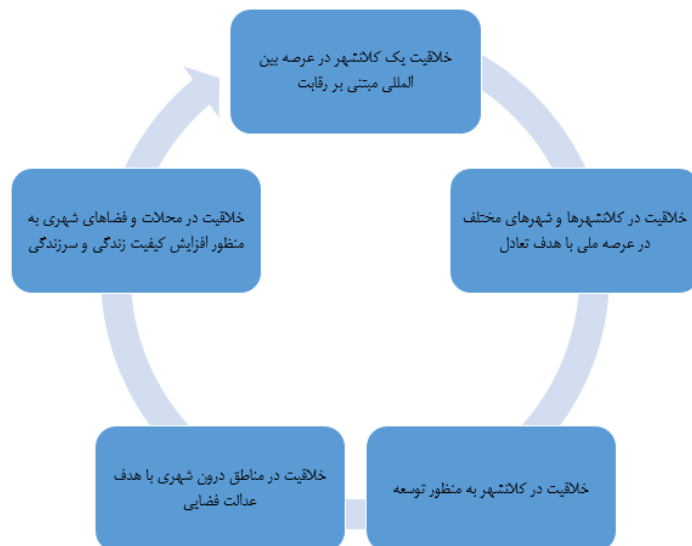 خلاقیت یک کلانشهر در عرصه بین
المللی مبتنی بر رقابت
خلاقیت در کلانشهرها و شهرهای مختلف
در عرصه ملی با هدف تعادل
خلاقیت در کلانشهر به منظور توسعه
خلاقیت در مناطق درون شهری با هدف
عدالت فضایی
خلاقیت در محلات و فضاهای شهری به
منظور افزایش کیفیت زندگی و سرزندگی